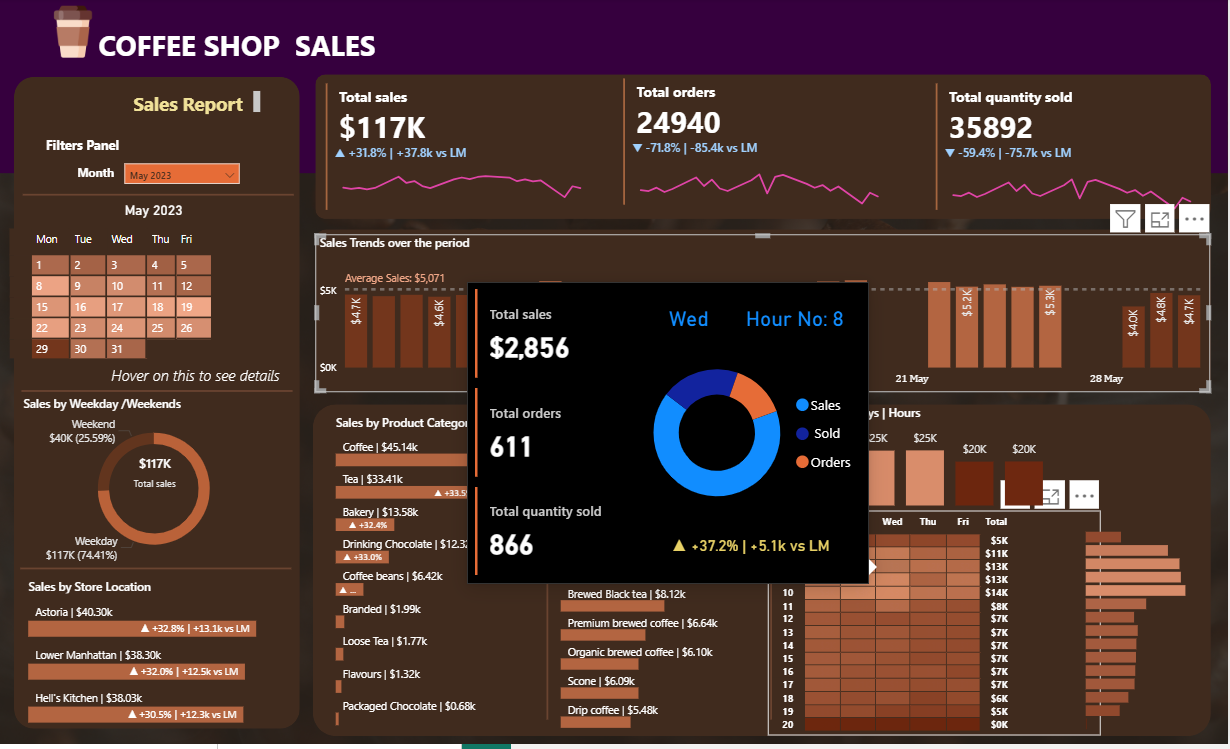 COFFEE SHOP SALES
Sales Report
Filters Panel
Month
May 2023
May 2023
Mon Tue Wed Thu Fri
1 2 3 4 5
8 9 10 11 12
15 16 17 18 19
22 23 24 25 26
29 30 31
Hover on this to see details
Sales by Weekday /Weekends
Weekend
$40K (25.59%)
$117K
Total sales
Weekday
$117K (74.41%)
Sales by Store Location
Astoria | $40.30k
▲ +32.8% | +13.1k vs LM
Lower Manhattan | $38.30k
▲ +32.0% | +12.5k vs LM
Hell's Kitchen | $38.03k
▲ +30.5% | +12.3k vs LM
Total sales
$117K
▲ +31.8% | +37.8k vs LM
Total orders
24940
▼ -71.8% | -85.4k vs LM
Total quantity sold
35892
▼ -59.4% | -75.7k vs LM
Sales Trends over the period
Average Sales: $5,071
$5K
$0K
$4.7K
$4.6K
$5.2K
$5.3K
$4.0K
$4.8K
$4.7K
21 May
28 May
Total sales
$2,856
Total orders
611
Total quantity sold
866
Wed Hour No: 8
Sales
Sold
Orders
▲ +37.2% | +5.1k vs LM
Sales by Product Catego
Coffee | $45.14k
Tea | $33.41k
▲ +33.5
Bakery | $13.58k
▲ +32.4%
Drinking Chocolate | $12.3
▲ +33.0%
Coffee beans | $6.42k
▲ ...
Branded | $1.99k
Loose Tea | $1.77k
Flavours | $1.32k
Packaged Chocolate | $0.68k
Brewed Black tea | $8.12k
Premium brewed coffee | $6.64k
Organic brewed coffee | $6.10k
Scone | $6.09k
Drip coffee | $5.48k
ys | Hours
25K
$25K
$20K
$20K
Wed Thu Fri Total
$5K
$11K
$13K
$13K
10 $14K
11 $8K
12 $7K
13 $7K
14 $7K
15 $7K
16 $7K
17 $7K
18 $6K
19 $5K
20 $0K